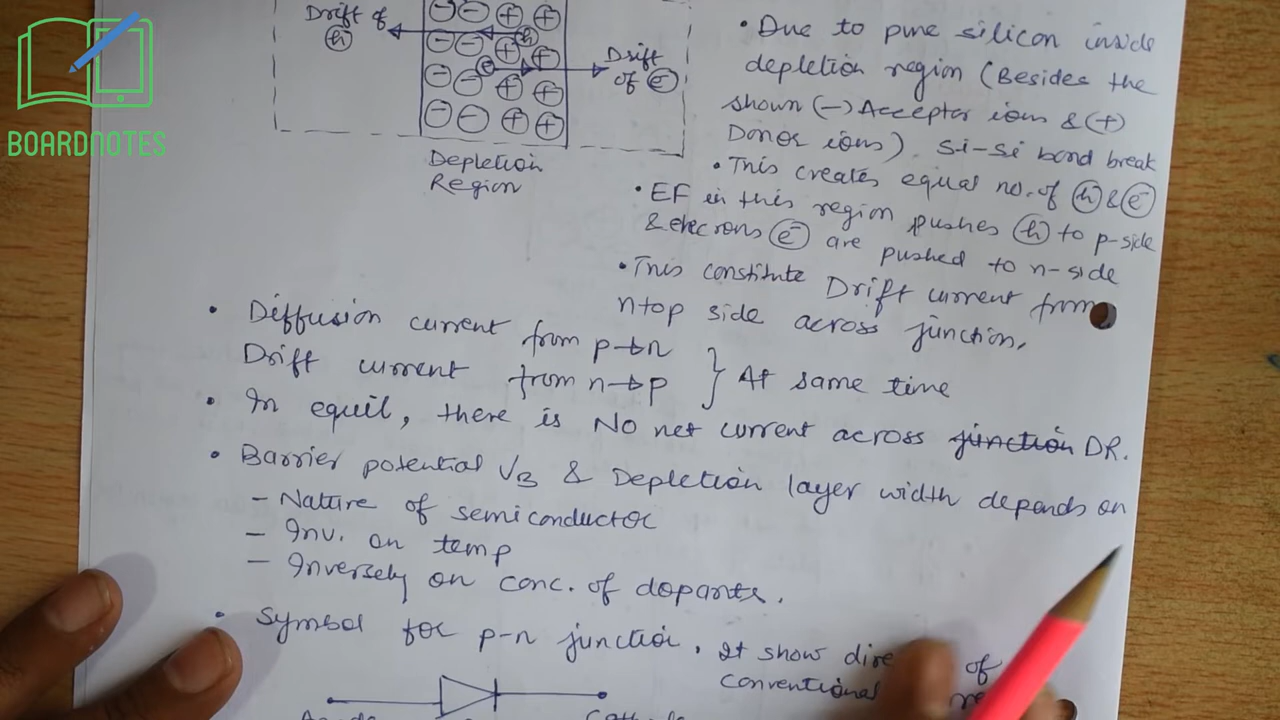 BOARDNOTES
Drift of
(h)
Drift
of (e⁻)
Depletion
Region
• Due to pure silicon inside
depletion region (Besides the
shown (-) Acceptor ions & (+)
Donor ions). Si-Si bond break
• This creates equal no. of (h) & (e⁻)
• EF in this region pushes (h) to p-side
& elecrons (e⁻) are pushed to n-side
• This constitute Drift current from
n to p side across junction.
• Diffusion current from p→n
Drift current from n→p } At same time
• In equil, there is No net current across junction DR.
• Barrier potential VB & Depletion layer width depends on
- Nature of semiconductor
- Inv. on temp
- Inversely on conc. of dopants.
• Symbol for p-n junction. It show of
conventional